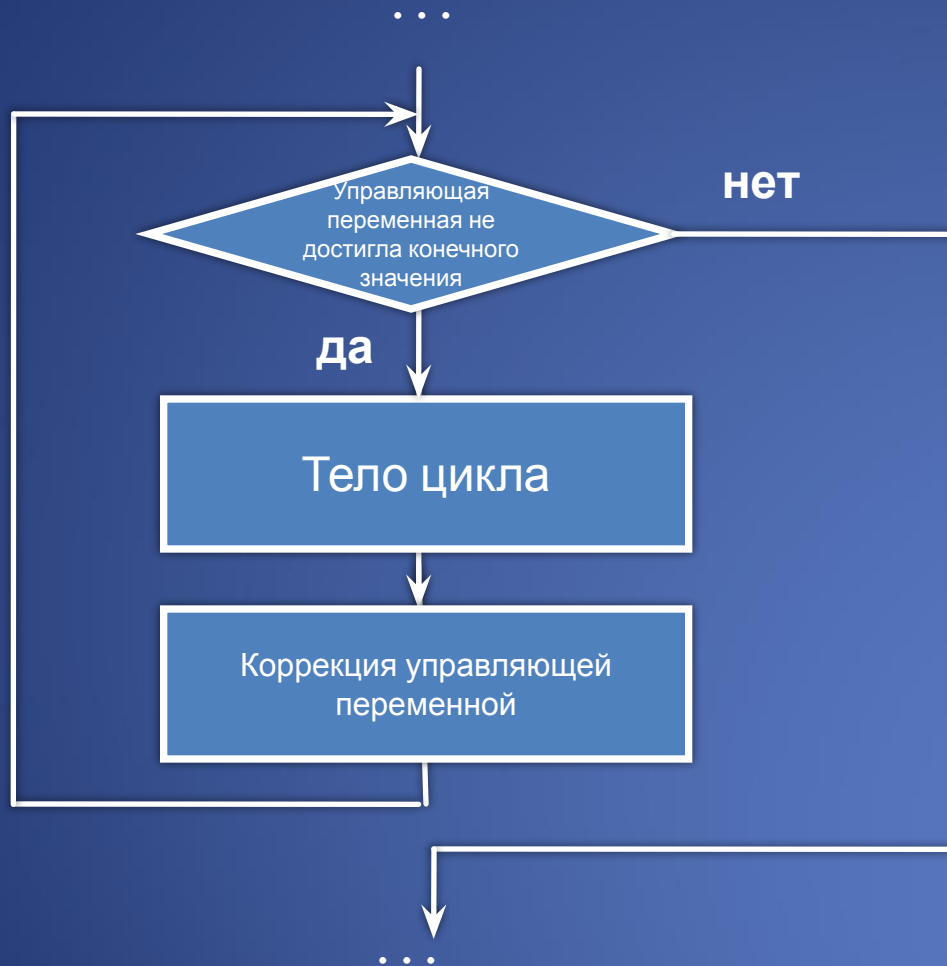 . . .
Управляющая
переменная не
достигла конечного
значения
нет
да
Тело цикла
Коррекция управляющей
переменной
. . .